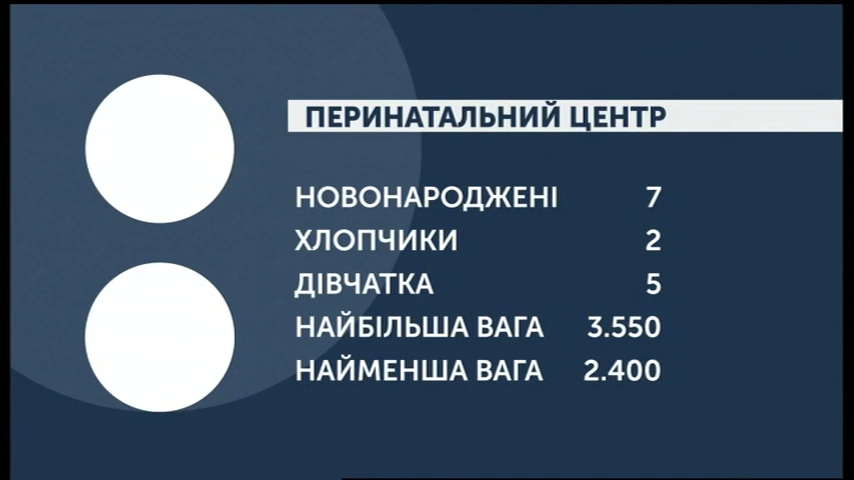 ПЕРИНАТАЛЬНИЙ ЦЕНТР
НОВОНАРОДЖЕНІ 7
ХЛОПЧИКИ 2
ДІВЧАТКА 5
НАЙБІЛЬША ВАГА 3.550
НАЙМЕНША ВАГА 2.400